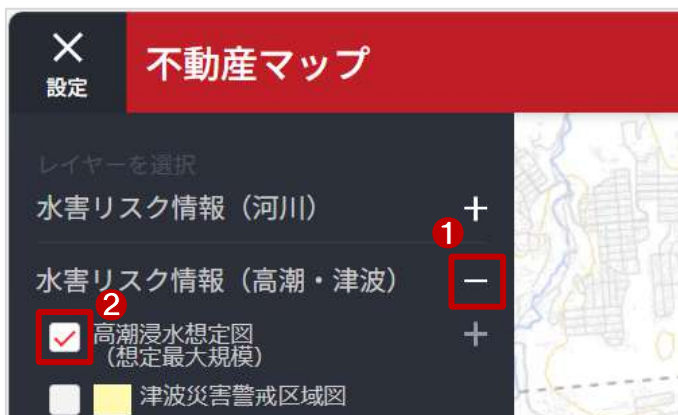 設定
不動産マップ
レイヤーを選択
水害リスク情報（河川）
1
水害リスク情報（高潮・津波）
2
高潮浸水想定図
（想定最大規模）
津波災害警戒区域図